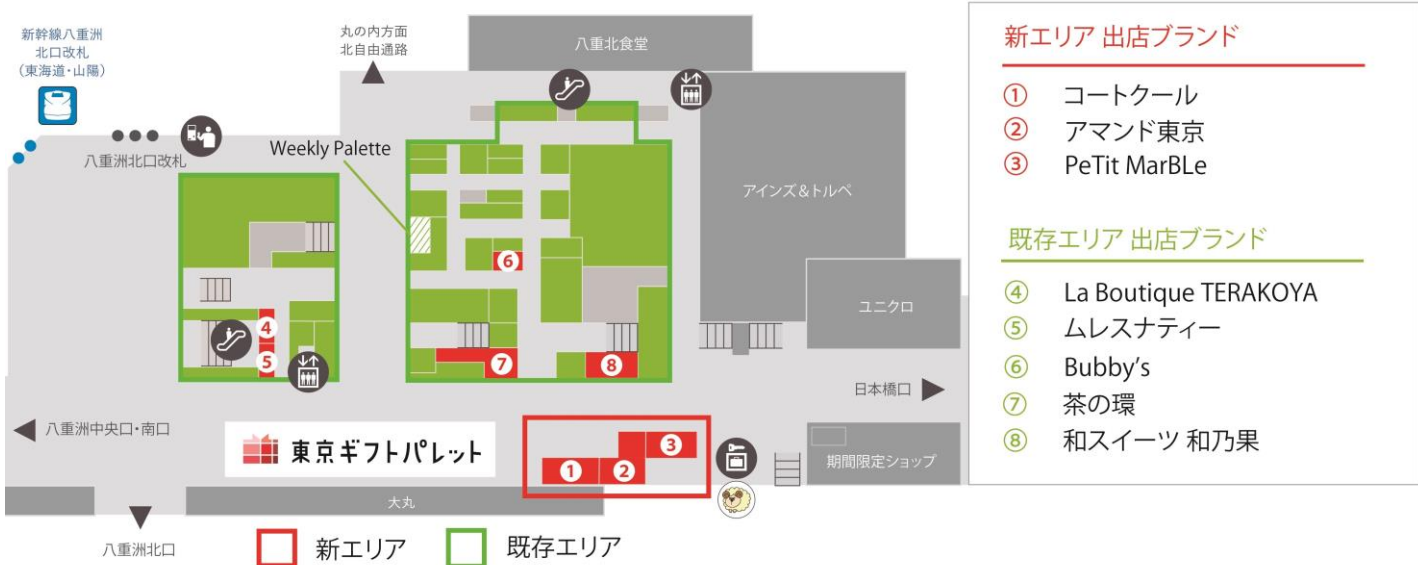 新幹線八重洲
北口改札
（東海道・山陽）
丸の内方面
北自由通路
八重北食堂
八重洲北口改札
Weekly Palette
アインズ&トルペ
ユニクロ
6
4
5
7
8
日本橋口
八重洲中央口・南口
東京ギフトパレット
1
2
3
期間限定ショップ
大丸
八重洲北口
新エリア
既存エリア
新エリア 出店ブランド
① コートクール
② アマンド東京
③ PeTit MarBLe
既存エリア 出店ブランド
④ La Boutique TERAKOYA
⑤ ムレスナティー
⑥ Bubby's
⑦ 茶の環
⑧ 和スイーツ 和乃果